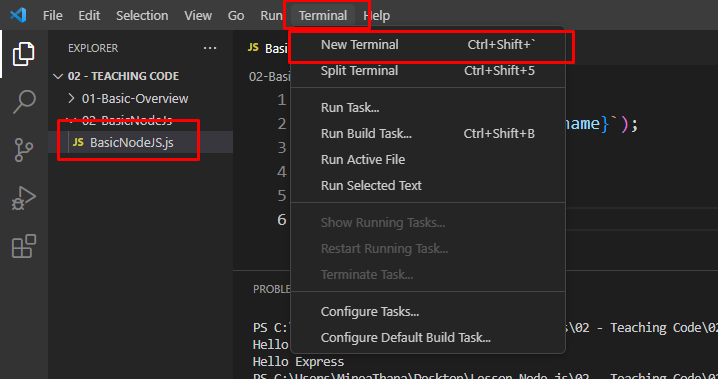 File Edit Selection View Go Run Terminal Help
EXPLORER
02 - TEACHING CODE
01-Basic-Overview
02-BasicNodeJs
JS BasicNodeJS.js
JS Basi
02-Bas
1
2 name}`);
3
4
5
6
New Terminal Ctrl+Shift+`
Split Terminal Ctrl+Shift+5
Run Task...
Run Build Task... Ctrl+Shift+B
Run Active File
Run Selected Text
Show Running Tasks...
Restart Running Task...
Terminate Task...
Configure Tasks...
Configure Default Build Task...
PROBLE
PS C:\ s\02 - Teaching Code\02
Hello
Hello Express
PS C:\Users\MinoaThana\Desktop\Lesson Node js\02 - Teaching Code\02